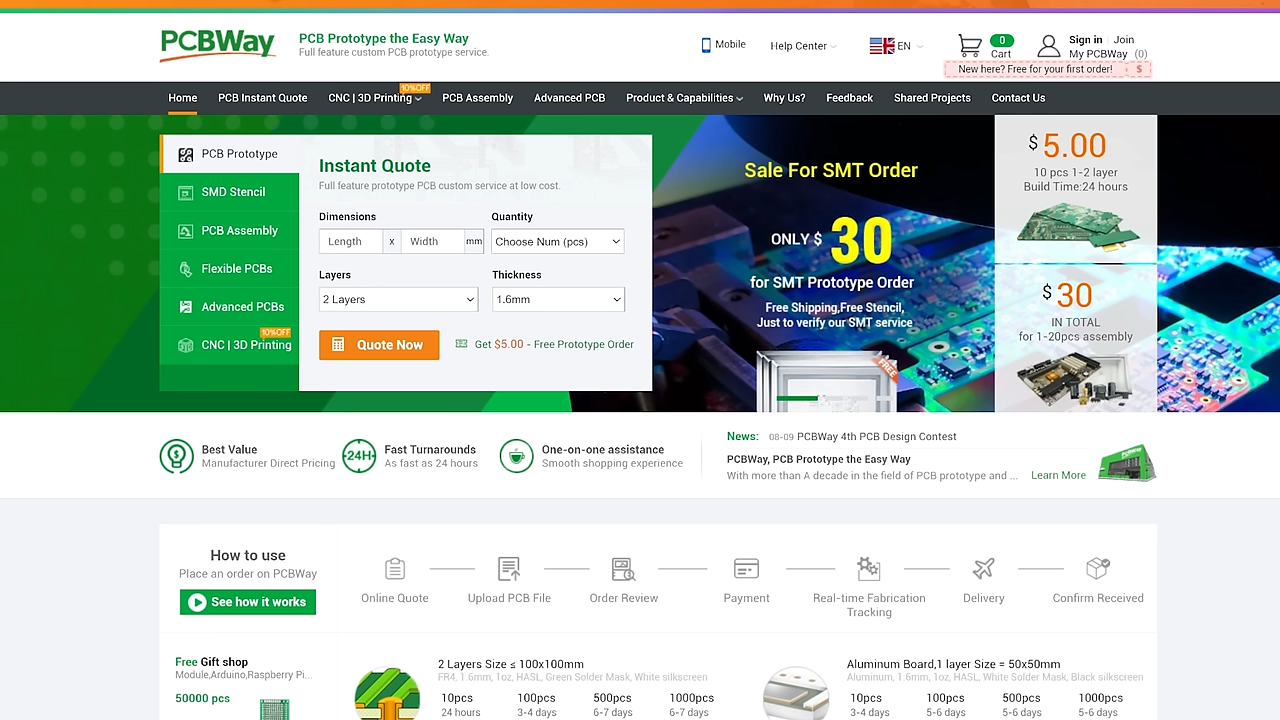 PCBWay
PCB Prototype the Easy Way
Full feature custom PCB prototype service.
Mobile
Help Center
EN
0
Cart
Sign in
Join
My PCBWay (0)
New here? Free for your first order!
$
Home
PCB Instant Quote
CNC | 3D Printing
10%OFF
PCB Assembly
Advanced PCB
Product & Capabilities
Why Us?
Feedback
Shared Projects
Contact Us
PCB Prototype
SMD Stencil
PCB Assembly
Flexible PCBs
Advanced PCBs
10%OFF
CNC | 3D Printing
Instant Quote
Full feature prototype PCB custom service at low cost.
Dimensions
Quantity
Length x Width mm
Choose Num (pcs)
Layers
Thickness
2 Layers
1.6mm
Quote Now
Get $5.00 - Free Prototype Order
Sale For SMT Order
ONLY $ 30
for SMT Prototype Order
Free Shipping,Free Stencil,
Just to verify our SMT service
FREE
$ 5.00
10 pcs 1-2 layer
Build Time:24 hours
$ 30
IN TOTAL
for 1-20pcs assembly
Best Value
Manufacturer Direct Pricing
24H
Fast Turnarounds
As fast as 24 hours
One-on-one assistance
Smooth shopping experience
News: 08-09 PCBWay 4th PCB Design Contest
PCBWay, PCB Prototype the Easy Way
With more than A decade in the field of PCB prototype and ...
Learn More
PCBWay
How to use
Place an order on PCBWay
See how it works
Online Quote
Upload PCB File
Order Review
Payment
Real-time Fabrication
Tracking
Delivery
Confirm Received
Free Gift shop
Module,Arduino,Raspberry Pi...
50000 pcs
2 Layers Size ≤ 100x100mm
FR4, 1.6mm, 1oz, HASL, Green Solder Mask, White silkscreen
10pcs 100pcs 500pcs 1000pcs
24 hours 3-4 days 6-7 days 6-7 days
Aluminum Board,1 layer Size = 50x50mm
Aluminum, 1.6mm, 1oz, HASL, White Solder Mask, Black silkscreen
10pcs 100pcs 500pcs 1000pcs
3-4 days 5-6 days 5-6 days 5-6 days